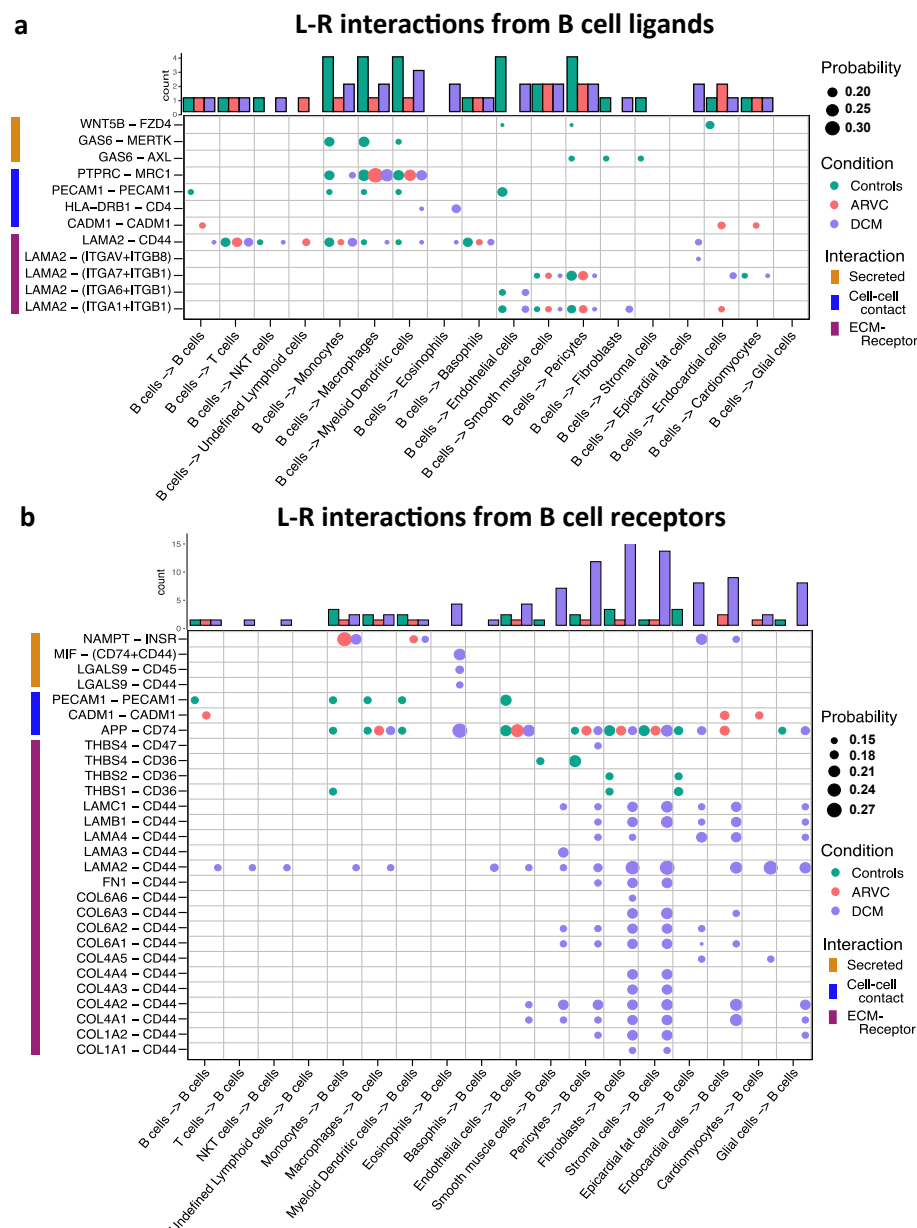 a
L-R interactions from B cell ligands
4
3
2
1
0
count
WNT5B – FZD4
GAS6 – MERTK
GAS6 – AXL
PTPRC – MRC1
PECAM1 – PECAM1
HLA–DRB1 – CD4
CADM1 – CADM1
LAMA2 – CD44
LAMA2 – (ITGAV+ITGB8)
LAMA2 – (ITGA7+ITGB1)
LAMA2 – (ITGA6+ITGB1)
LAMA2 – (ITGA1+ITGB1)
B cells –> B cells
B cells –> T cells
B cells –> NKT cells
B cells –> Undefined Lymphoid cells
B cells –> Monocytes
B cells –> Macrophages
B cells –> Myeloid Dendritic cells
B cells –> Eosinophils
B cells –> Basophils
B cells –> Endothelial cells
B cells –> Smooth muscle cells
B cells –> Pericytes
B cells –> Fibroblasts
B cells –> Stromal cells
B cells –> Epicardial fat cells
B cells –> Endocardial cells
B cells –> Cardiomyocytes
B cells –> Glial cells
Probability
0.20
0.25
0.30
Condition
Controls
ARVC
DCM
Interaction
Secreted
Cell-cell
contact
ECM-
Receptor
b
L-R interactions from B cell receptors
15
10
5
0
count
NAMPT – INSR
MIF – (CD74+CD44)
LGALS9 – CD45
LGALS9 – CD44
PECAM1 – PECAM1
CADM1 – CADM1
APP – CD74
THBS4 – CD47
THBS4 – CD36
THBS2 – CD36
THBS1 – CD36
LAMC1 – CD44
LAMB1 – CD44
LAMA4 – CD44
LAMA3 – CD44
LAMA2 – CD44
FN1 – CD44
COL6A6 – CD44
COL6A3 – CD44
COL6A2 – CD44
COL6A1 – CD44
COL4A5 – CD44
COL4A4 – CD44
COL4A3 – CD44
COL4A2 – CD44
COL4A1 – CD44
COL1A2 – CD44
COL1A1 – CD44
B cells –> B cells
T cells –> B cells
NKT cells –> B cells
Undefined Lymphoid cells –> B cells
Monocytes –> B cells
Macrophages –> B cells
Myeloid Dendritic cells –> B cells
Eosinophils –> B cells
Basophils –> B cells
Endothelial cells –> B cells
Smooth muscle cells –> B cells
Pericytes –> B cells
Fibroblasts –> B cells
Stromal cells –> B cells
Epicardial fat cells –> B cells
Endocardial cells –> B cells
Cardiomyocytes –> B cells
Glial cells –> B cells
Probability
0.15
0.18
0.21
0.24
0.27
Condition
Controls
ARVC
DCM
Interaction
Secreted
Cell-cell
contact
ECM-
Receptor